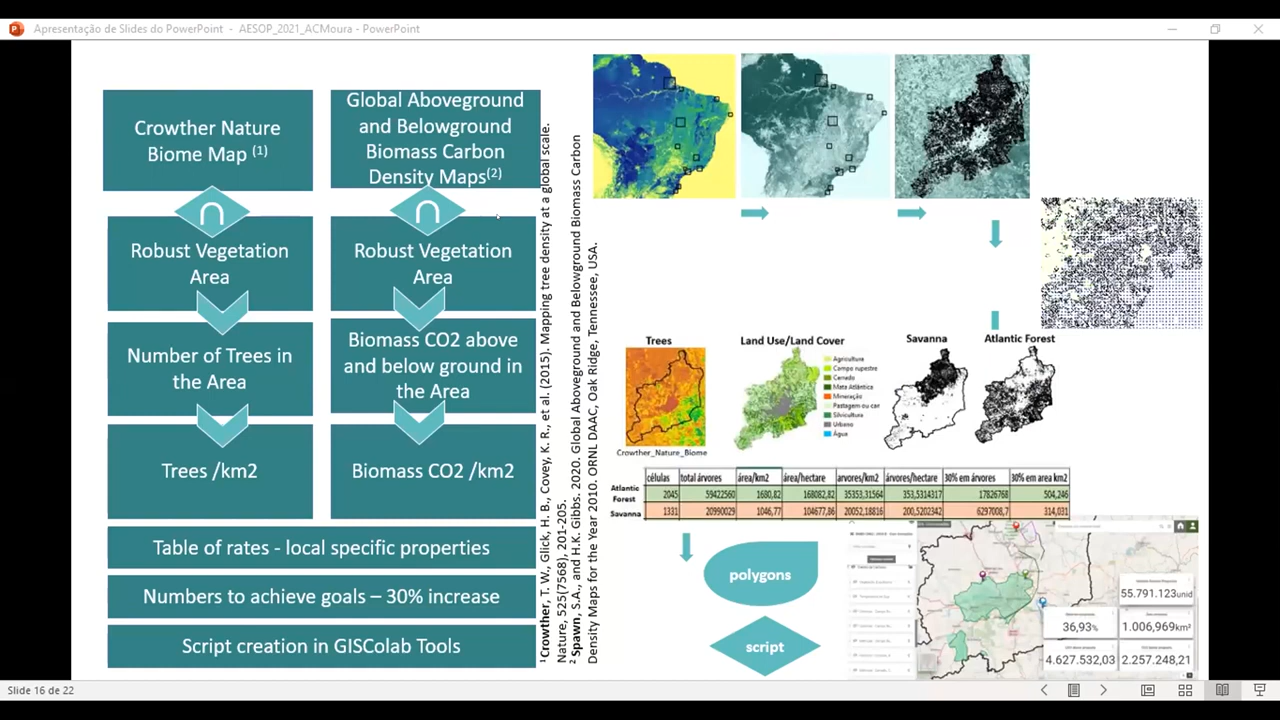 Apresentação de Slides do PowerPoint - AESOP_2021_ACMoura - PowerPoint
Crowther Nature
Biome Map (1)
Global Aboveground
and Belowground
Biomass Carbon
Density Maps(2)
Robust Vegetation
Area
Robust Vegetation
Area
Number of Trees in
the Area
Biomass CO2 above
and below ground in
the Area
Trees /km2
Biomass CO2 /km2
Table of rates - local specific properties
Numbers to achieve goals – 30% increase
Script creation in GISColab Tools
1 Crowther, T. W., Glick, H. B., Covey, K. R., et al. (2015). Mapping tree density at a global scale.
Nature, 525(7568), 201-205.
2 Spawn, S.A., and H.K. Gibbs. 2020. Global Aboveground and Belowground Biomass Carbon
Density Maps for the Year 2010. ORNL DAAC, Oak Ridge, Tennessee, USA.
Trees
Crowther_Nature_Biome
Land Use/Land Cover
Agricultura
Campo rupestre
Cerrado
Mata Atlântica
Mineração
Pastagem ou car
Silvicultura
Urbano
Água
Savanna
Atlantic Forest
células total árvores área/km2 área/hectare arvores/km2 árvores/hectare 30% em árvores 30% em area km2
Atlantic
Forest 2045 59422560 1680,82 168082,82 35353,31564 353,5314317 17826768 504,246
Savanna 1331 20990029 1046,77 104677,86 20052,18816 200,5202342 6297008,7 314,031
polygons
script
55.791.123unid
36,93%
1.006,969km²
4.627.532,03
2.257.248,21
Slide 16 de 22